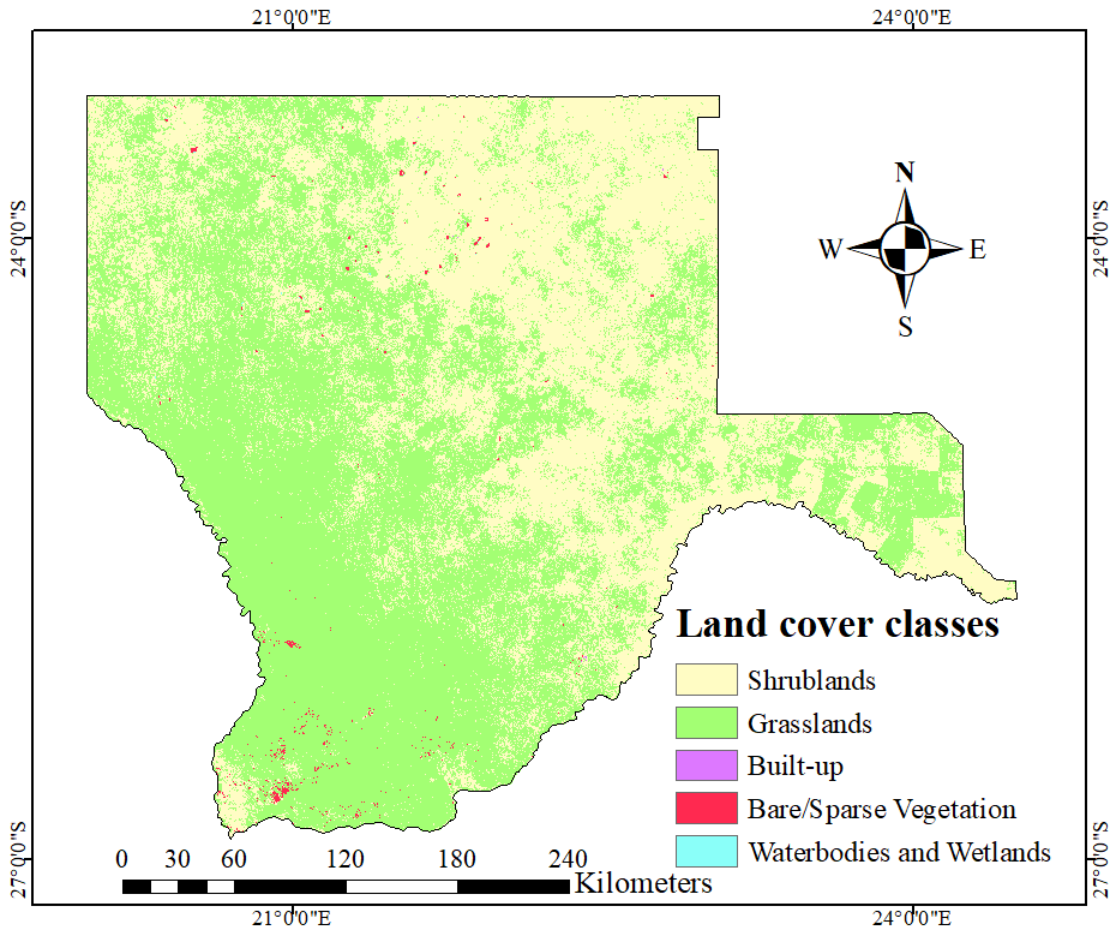 21°0'0"E 24°0'0"E
24°0'0"S 24°0'0"S
N
W E
S
Land cover classes
Shrublands
Grasslands
Built-up
Bare/Sparse Vegetation
Waterbodies and Wetlands
27°0'0"S 27°0'0"S
0 30 60 120 180 240
Kilometers
21°0'0"E 24°0'0"E